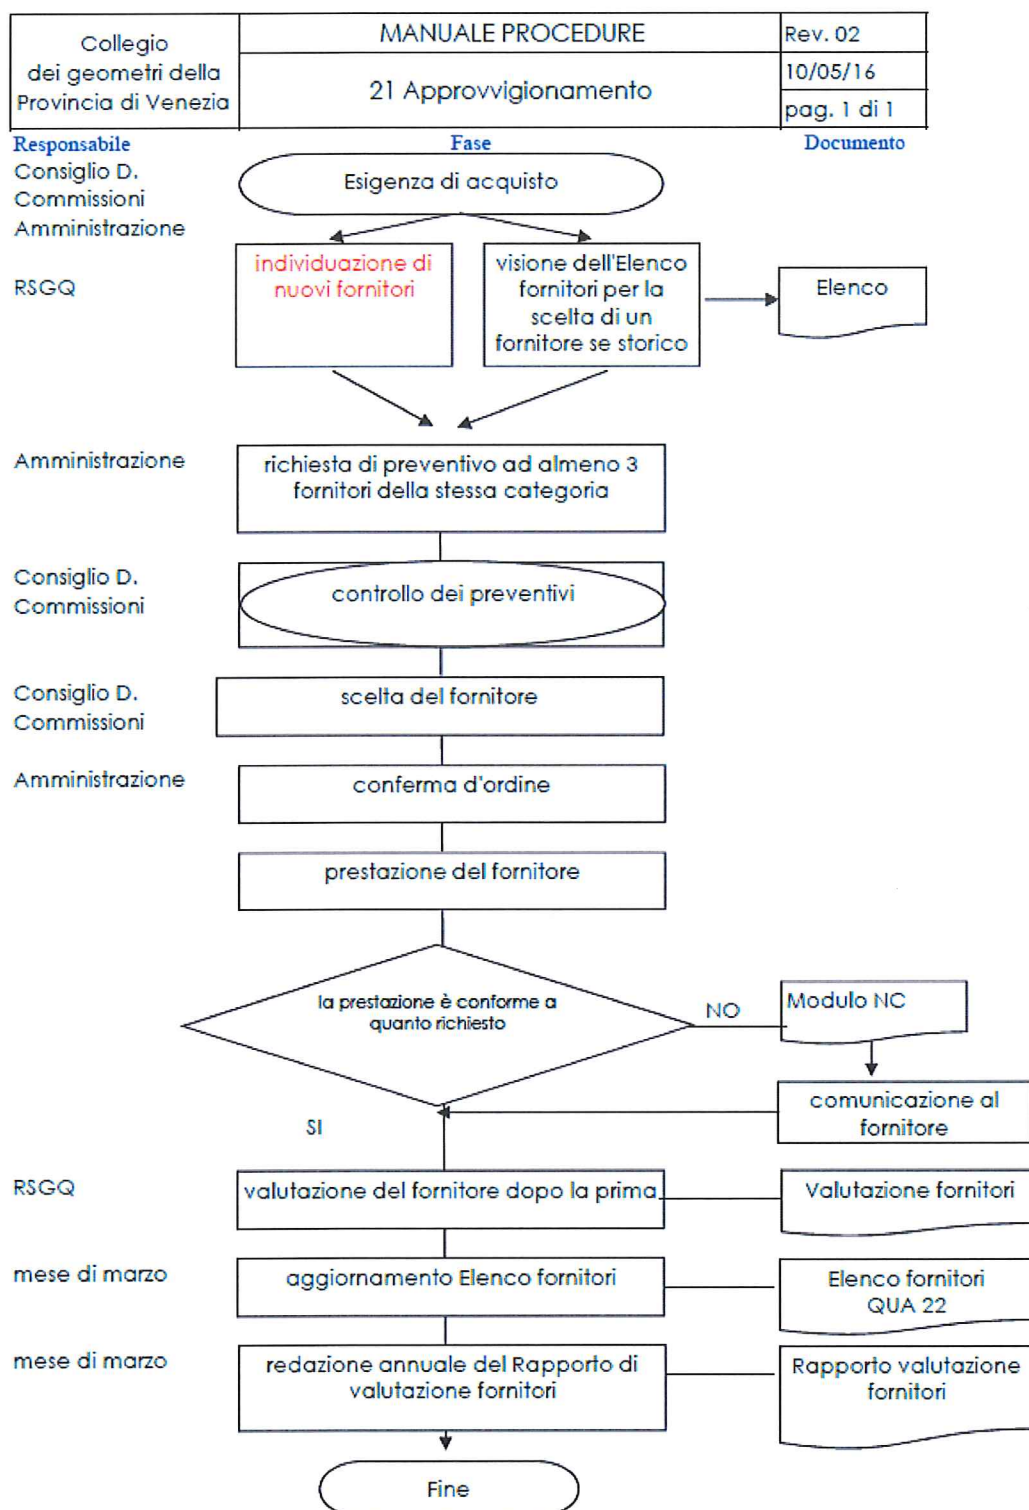 Collegio
dei geometri della
Provincia di Venezia
MANUALE PROCEDURE
21 Approvvigionamento
Rev. 02
10/05/16
pag. 1 di 1
Responsabile
Fase
Documento
Consiglio D.
Commissioni
Amministrazione
Esigenza di acquisto
RSGQ
individuazione di
nuovi fornitori
visione dell'Elenco
fornitori per la
scelta di un
fornitore se storico
Elenco
Amministrazione
richiesta di preventivo ad almeno 3
fornitori della stessa categoria
Consiglio D.
Commissioni
controllo dei preventivi
Consiglio D.
Commissioni
scelta del fornitore
Amministrazione
conferma d'ordine
prestazione del fornitore
la prestazione è conforme a
quanto richiesto
NO
Modulo NC
comunicazione al
fornitore
SI
RSGQ
valutazione del fornitore dopo la prima
Valutazione fornitori
mese di marzo
aggiornamento Elenco fornitori
Elenco fornitori
QUA 22
mese di marzo
redazione annuale del Rapporto di
valutazione fornitori
Rapporto valutazione
fornitori
Fine